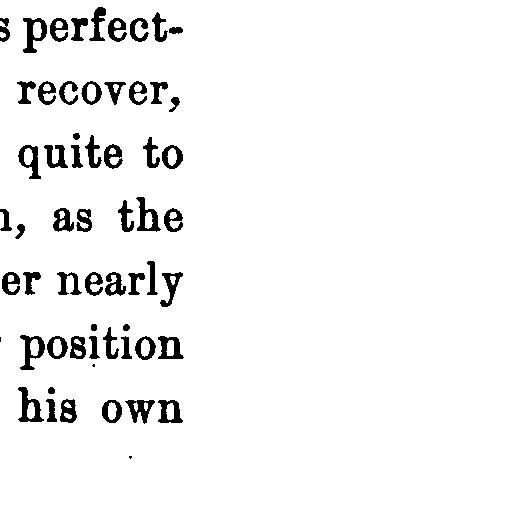 s perfect-
recover,
quite to
n, as the
er nearly
position
his own